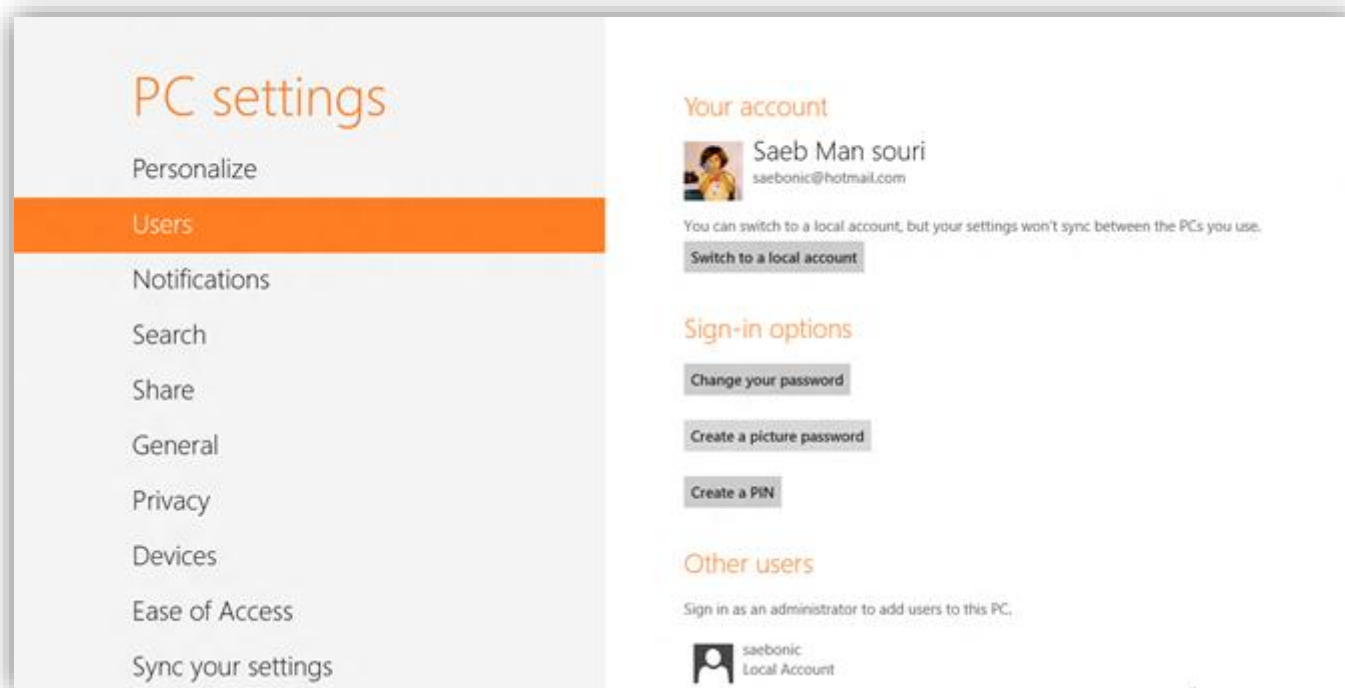 PC settings
Personalize
Users
Notifications
Search
Share
General
Privacy
Devices
Ease of Access
Sync your settings
Your account
Saeb Man souri
saebonic@hotmail.com
You can switch to a local account, but your settings won't sync between the PCs you use.
Switch to a local account
Sign-in options
Change your password
Create a picture password
Create a PIN
Other users
Sign in as an administrator to add users to this PC.
saebonic
Local Account